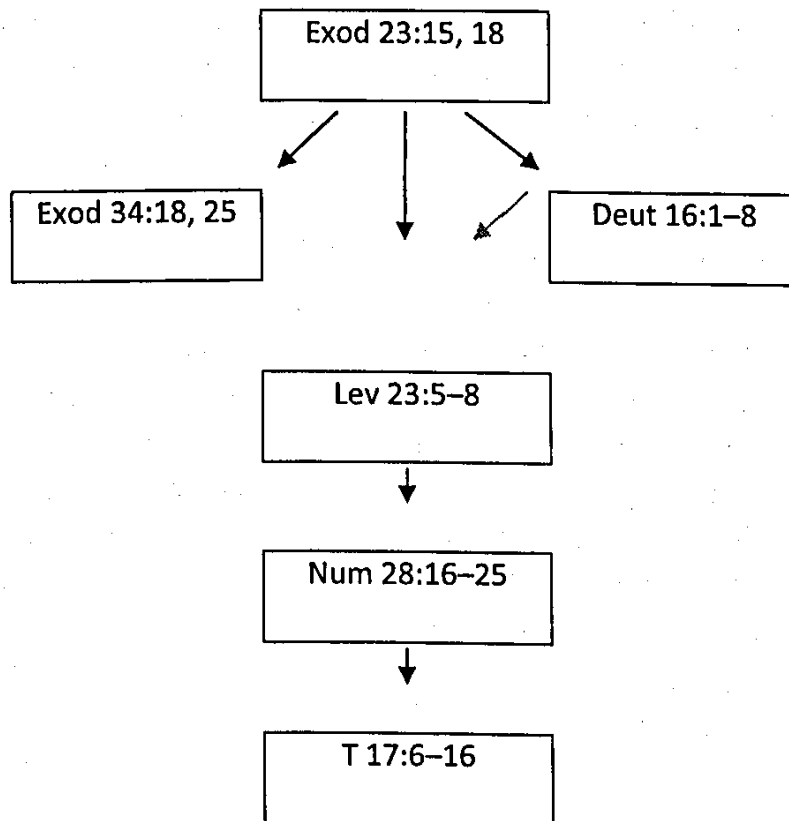 Exod 23:15, 18
Exod 34:18, 25
Deut 16:1–8
Lev 23:5–8
Num 28:16–25
T 17:6–16